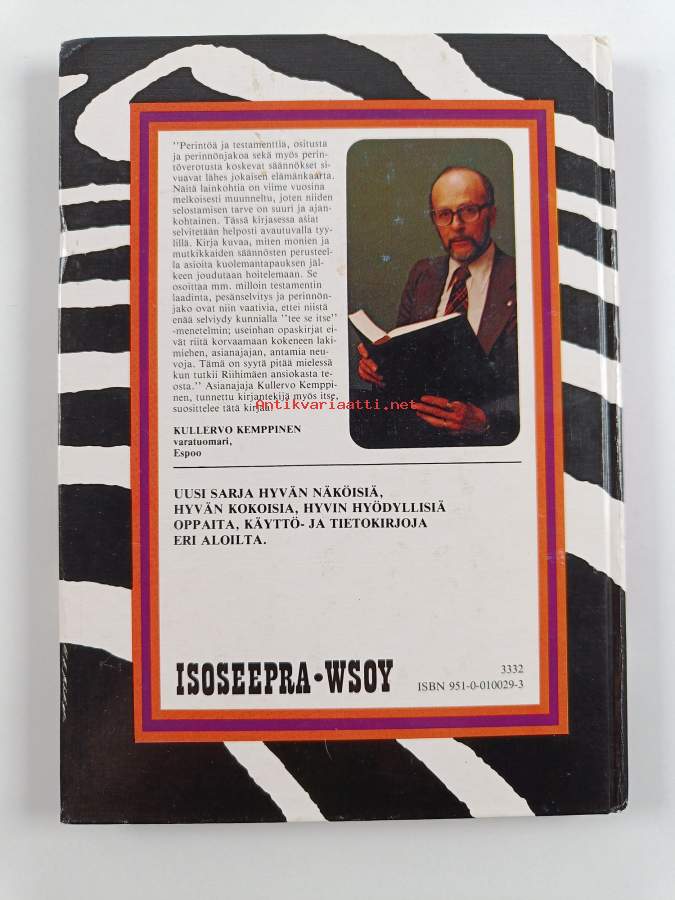 "Perintöä ja testamenttia, ositusta
ja perinnönjakoa sekä myös perin-
töverotusta koskevat säännökset si-
vuavat lähes jokaisen elämänkaarta.
Näitä lainkohtia on viime vuosina
melkoisesti muunneltu, joten niiden
selostamisen tarve on suuri ja ajan-
kohtainen. Tässä kirjasessa asiat
selvitetään helposti avautuvalla tyy-
lillä. Kirja kuvaa, miten monien ja
mutkikkaiden säännösten perusteel-
la asioita kuolemantapauksen jäl-
keen joudutaan hoitelemaan. Se
osoittaa mm. milloin testamentin
laadinta, pesänselvitys ja perinnön-
jako ovat niin vaativia, ettei niistä
enää selviydy kunnialla "tee se itse"
-menetelmin; useinhan opaskirjat ei-
vät riitä korvaamaan kokeneen laki-
miehen, asianajajan, antamia neu-
voja. Tämä on syytä pitää mielessä
kun tutkii Riihimäen ansiokasta te-
osta." Asianajaja Kullervo Kemppi-
nen, tunnettu kirjantekijä myös itse,
suosittelee tätä kirjaa!
Antikvariaatti.net
KULLERVO KEMPPINEN
varatuomari,
Espoo
UUSI SARJA HYVÄN NÄKÖISIÄ,
HYVÄN KOKOISIA, HYVIN HYÖDYLLISIÄ
OPPAITA, KÄYTTÖ- JA TIETOKIRJOJA
ERI ALOILTA.
ISOSEEPRA•WSOY
3332
ISBN 951-0-010029-3